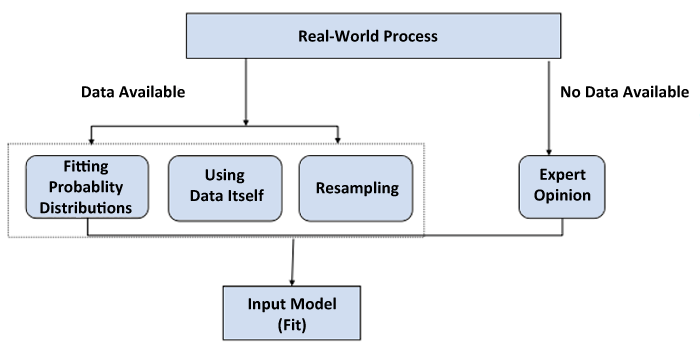 Real-World Process
Data Available
No Data Available
Fitting
Probablity
Distributions
Using
Data Itself
Resampling
Expert
Opinion
Input Model
(Fit)